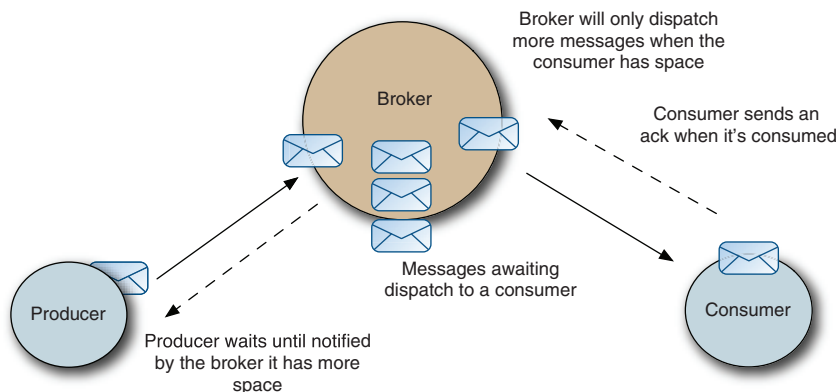 Broker will only dispatch
more messages when the
consumer has space
Broker
Consumer sends an
ack when it's consumed
Messages awaiting
dispatch to a consumer
Producer
Consumer
Producer waits until notified
by the broker it has more
space